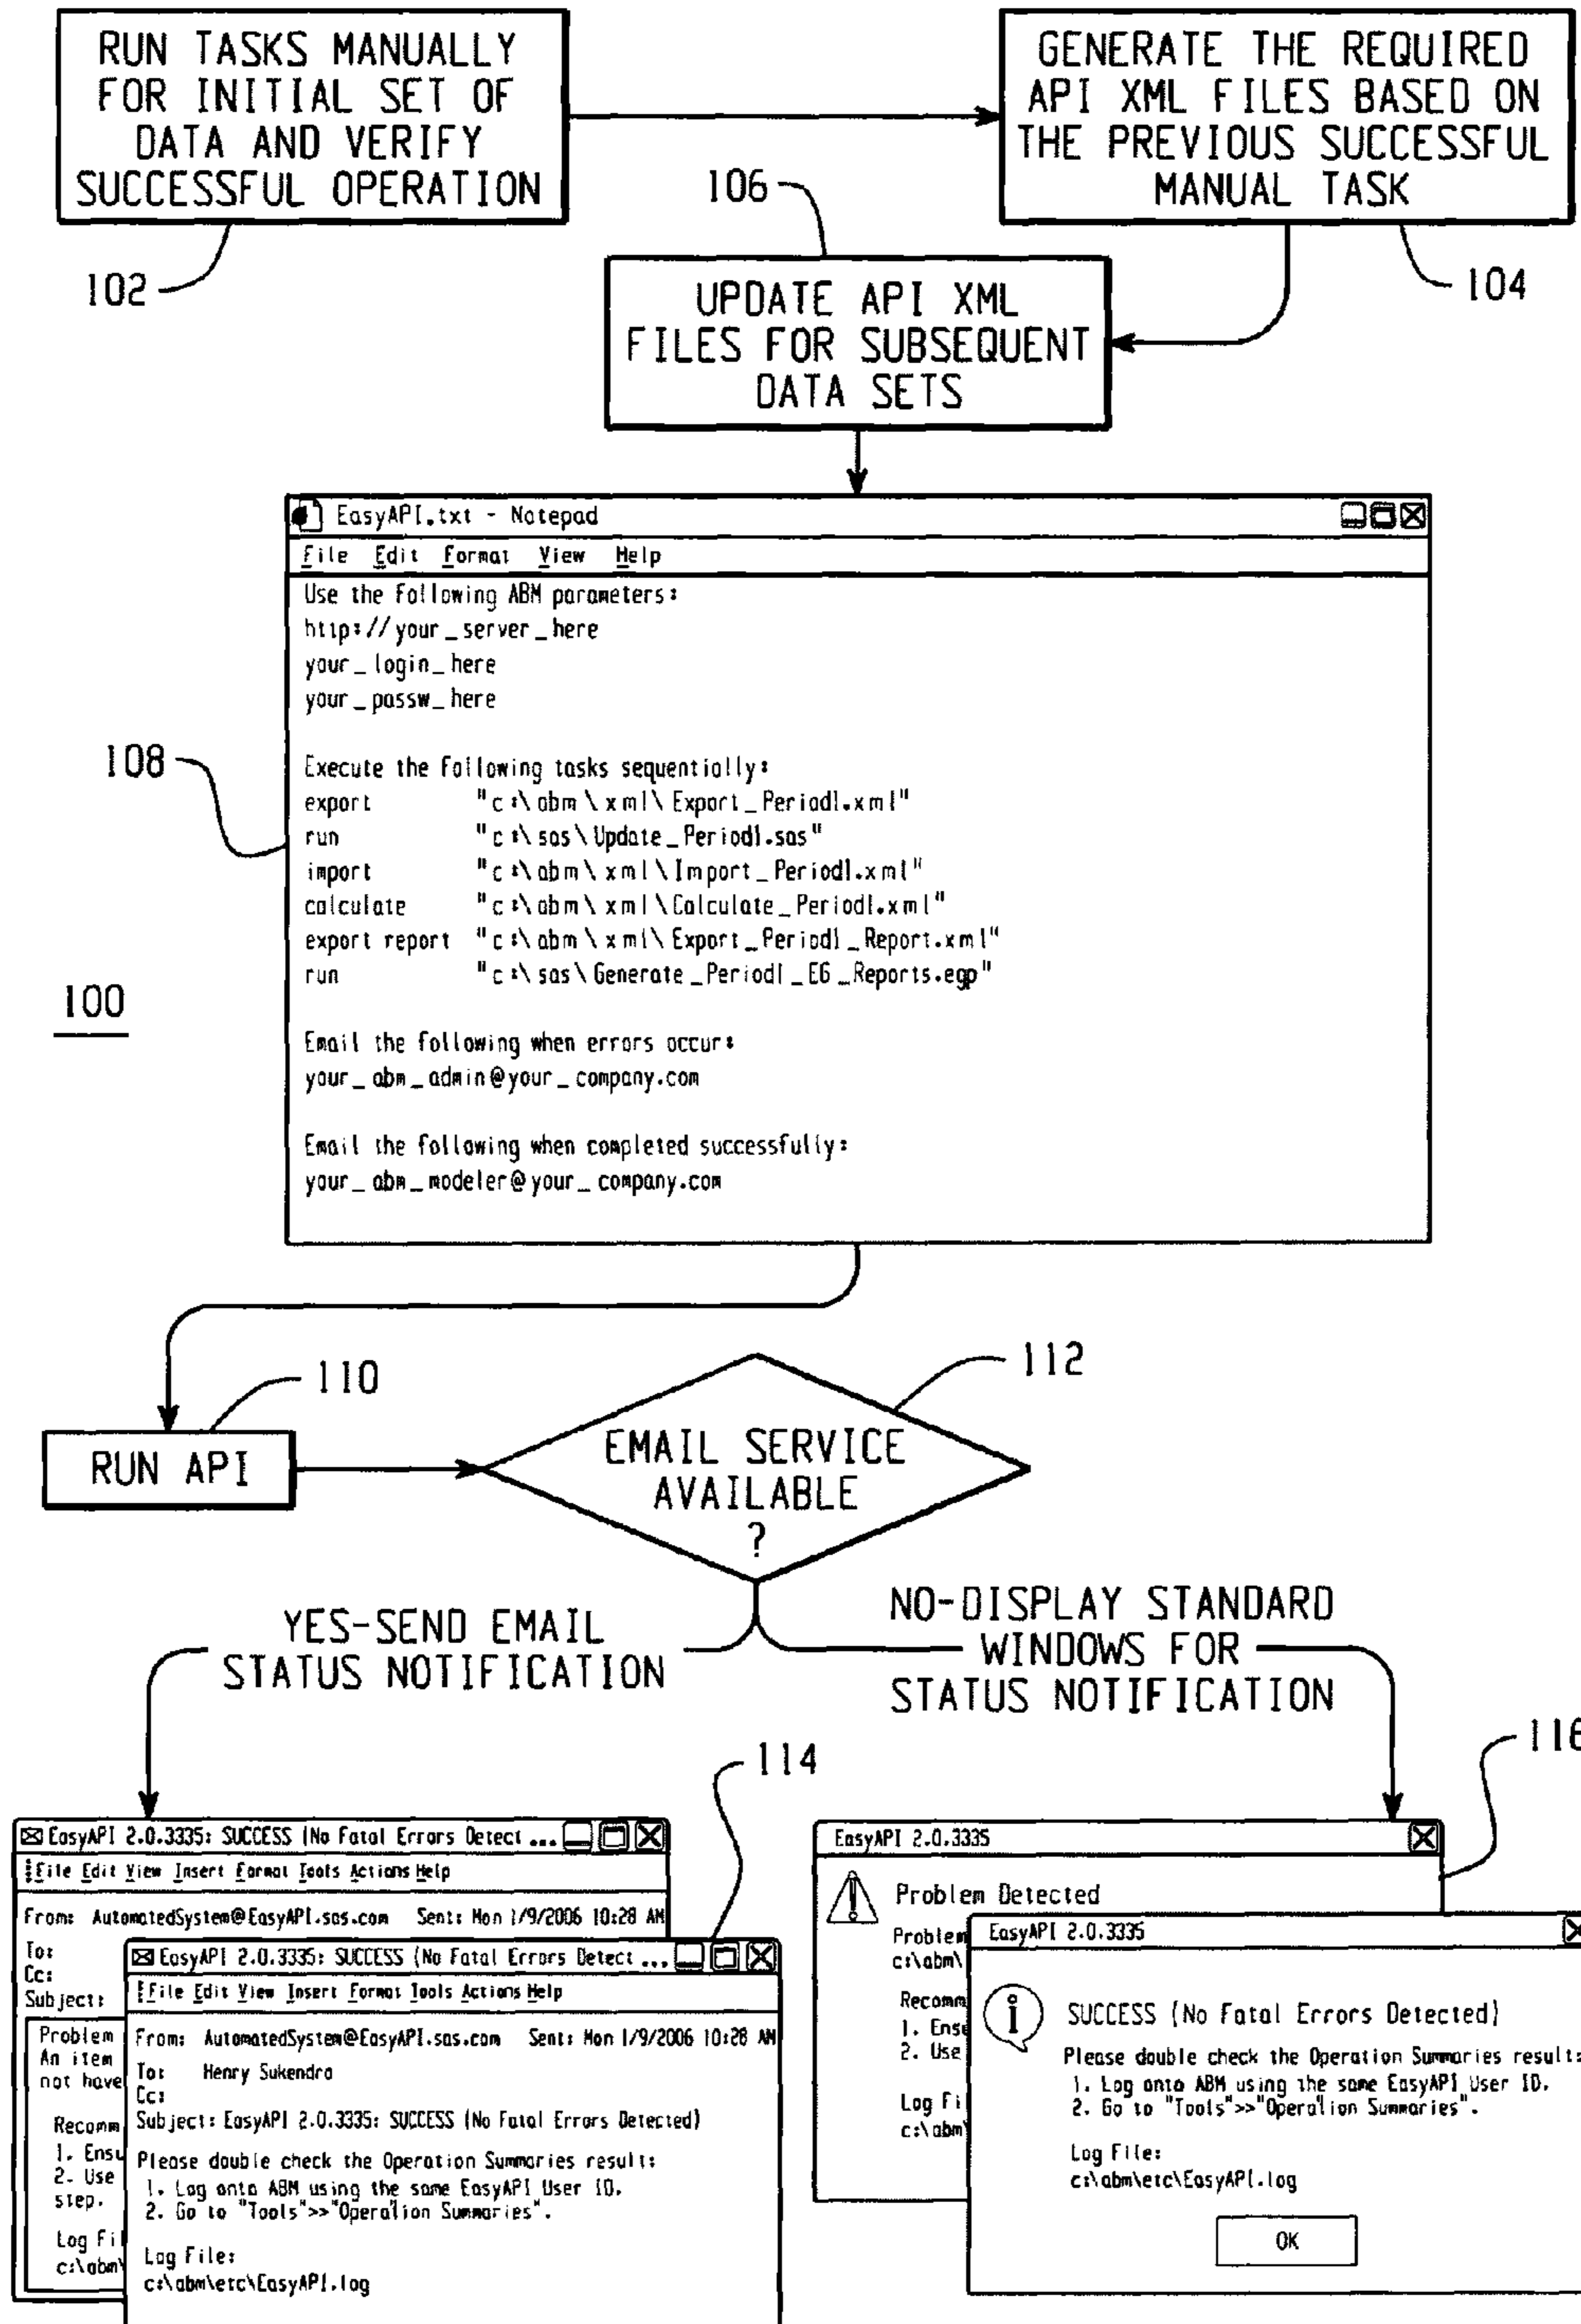 RUN TASKS MANUALLY
FOR INITIAL SET OF
DATA AND VERIFY
SUCCESSFUL OPERATION
102
GENERATE THE REQUIRED
API XML FILES BASED ON
THE PREVIOUS SUCCESSFUL
MANUAL TASK
104
106
UPDATE API XML
FILES FOR SUBSEQUENT
DATA SETS
EasyAPI.txt - Notepad
File Edit Format View Help
Use the Following ABM parameters:
http://your_server_here
your_login_here
your_passw_here
108
Execute the Following tasks sequentially:
export "c:\abm\xml\Export_Period1.xml"
run "c:\sas\Update_Period1.sas"
import "c:\abm\xml\Import_Period1.xml"
calculate "c:\abm\xml\Calculate_Period1.xml"
export report "c:\abm\xml\Export_Period1_Report.xml"
run "c:\sas\Generate_Period1_EG_Reports.egp"
100
Email the following when errors occur:
your_abm_admin@your_company.com
Email the following when completed successfully:
your_abm_modeler@your_company.com
110
RUN API
112
EMAIL SERVICE
AVAILABLE
?
YES-SEND EMAIL
STATUS NOTIFICATION
NO-DISPLAY STANDARD
WINDOWS FOR
STATUS NOTIFICATION
114
116
EasyAPI 2.0.3335: SUCCESS (No Fatal Errors Detect ...
File Edit View Insert Format Tools Actions Help
From: AutomatedSystem@EasyAPI.sas.com Sent: Mon 1/9/2006 10:28 AM
To:
Cc:
Subject:
Problem
An item
not have
Recomm
1. Ensu
2. Use
step.
Log Fil
c:\abm\
EasyAPI 2.0.3335: SUCCESS (No Fatal Errors Detect ...
File Edit View Insert Format Tools Actions Help
From: AutomatedSystem@EasyAPI.sas.com Sent: Mon 1/9/2006 10:28 AM
To: Henry Sukendra
Cc:
Subject: EasyAPI 2.0.3335: SUCCESS (No Fatal Errors Detected)
Please double check the Operation Summaries result:
1. Log onto ABM using the same EasyAPI User ID.
2. Go to "Tools">>"Operation Summaries".
Log File:
c:\abm\etc\EasyAPI.log
EasyAPI 2.0.3335
Problem Detected
Problem
c:\abm\
Recomm
1. Ense
2. Use
Log Fi
c:\abm\
EasyAPI 2.0.3335
SUCCESS (No Fatal Errors Detected)
Please double check the Operation Summaries result:
1. Log onto ABM using the same EasyAPI User ID.
2. Go to "Tools">>"Operation Summaries".
Log File:
c:\abm\etc\EasyAPI.log
OK